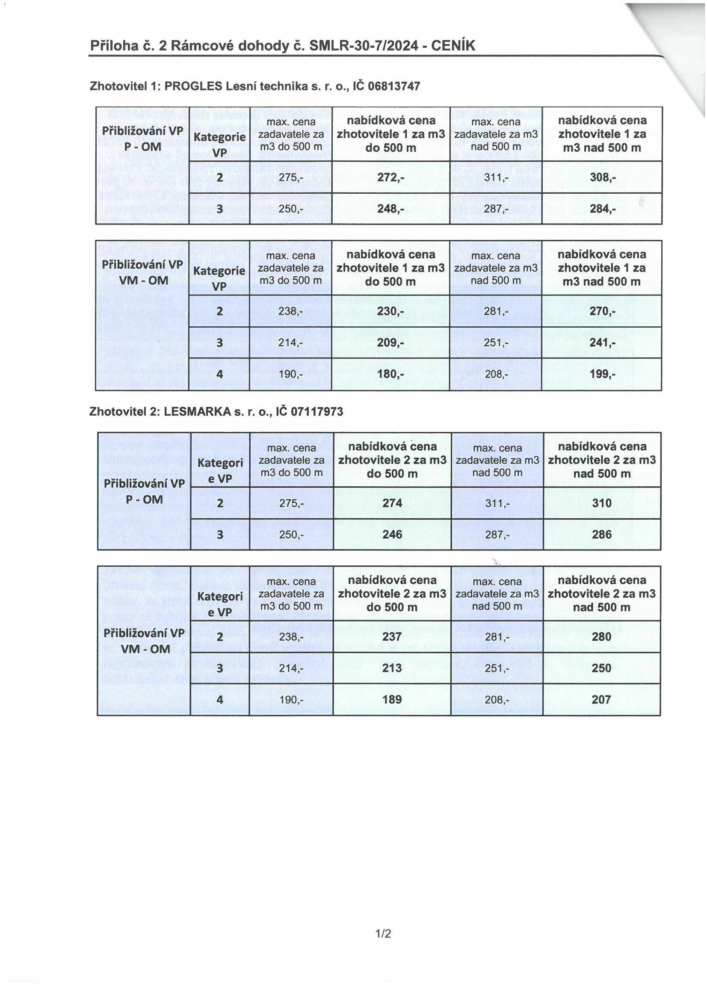 Příloha č. 2 Rámcové dohody č. SMLR-30-7/2024 - CENÍK
Zhotovitel 1: PROGLES Lesní technika s. r. o., IČ 06813747
Přibližování VP
P - OM
Kategorie
VP
max. cena
zadavatele za
m3 do 500 m
nabídková cena
zhotovitele 1 za m3
do 500 m
max. cena
zadavatele za m3
nad 500 m
nabídková cena
zhotovitele 1 za
m3 nad 500 m
2 275,- 272,- 311,- 308,-
3 250,- 248,- 287,- 284,-
Přibližování VP
VM - OM
Kategorie
VP
max. cena
zadavatele za
m3 do 500 m
nabídková cena
zhotovitele 1 za m3
do 500 m
max. cena
zadavatele za m3
nad 500 m
nabídková cena
zhotovitele 1 za
m3 nad 500 m
2 238,- 230,- 281,- 270,-
3 214,- 209,- 251,- 241,-
4 190,- 180,- 208,- 199,-
Zhotovitel 2: LESMARKA s. r. o., IČ 07117973
Přibližování VP
P - OM
Kategori
e VP
max. cena
zadavatele za
m3 do 500 m
nabídková cena
zhotovitele 2 za m3
do 500 m
max. cena
zadavatele za m3
nad 500 m
nabídková cena
zhotovitele 2 za m3
nad 500 m
2 275,- 274 311,- 310
3 250,- 246 287,- 286
Přibližování VP
VM - OM
Kategori
e VP
max. cena
zadavatele za
m3 do 500 m
nabídková cena
zhotovitele 2 za m3
do 500 m
max. cena
zadavatele za m3
nad 500 m
nabídková cena
zhotovitele 2 za m3
nad 500 m
2 238,- 237 281,- 280
3 214,- 213 251,- 250
4 190,- 189 208,- 207
1/2